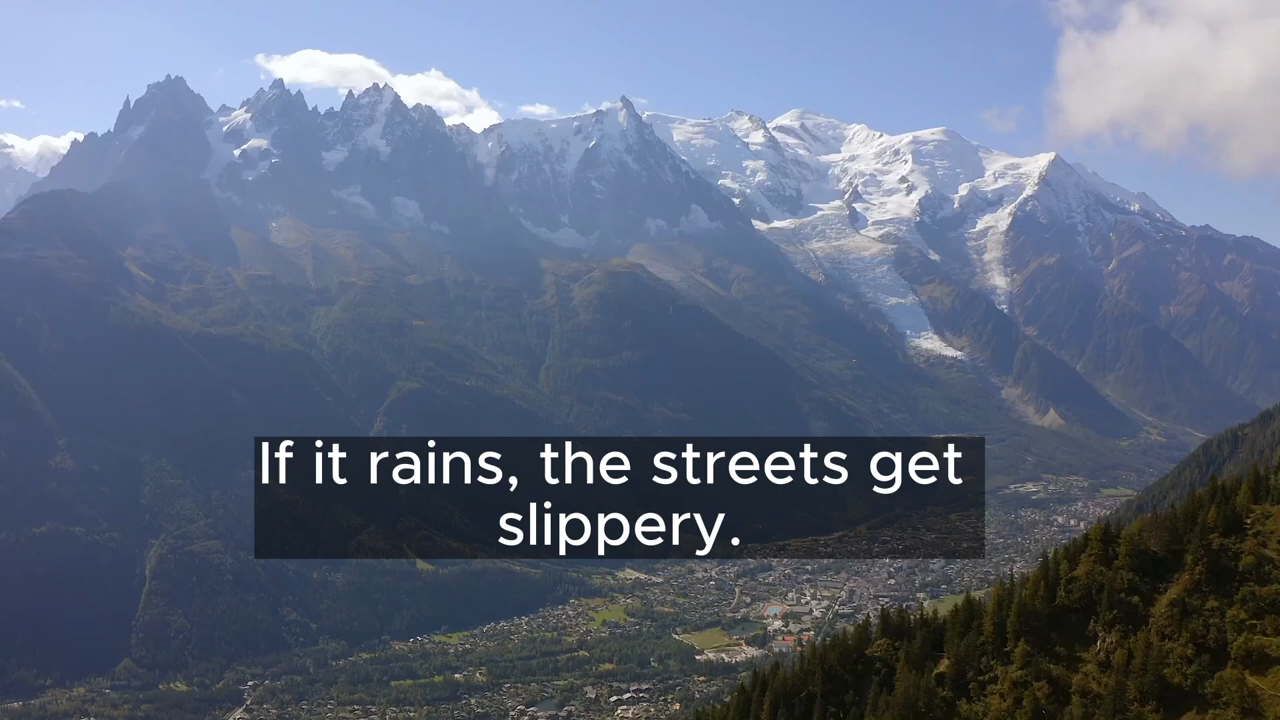 If it rains, the streets get
slippery.